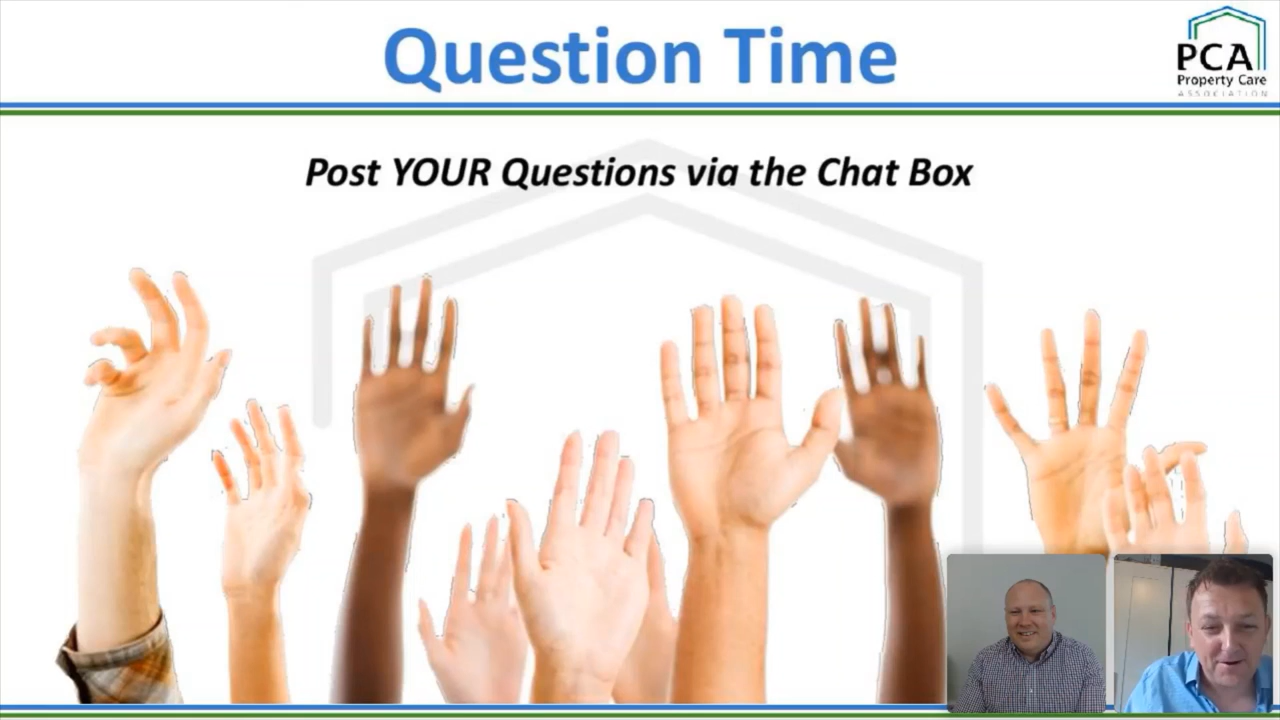 Question Time
PCA
Property Care
ASSOCIATION
Post YOUR Questions via the Chat Box